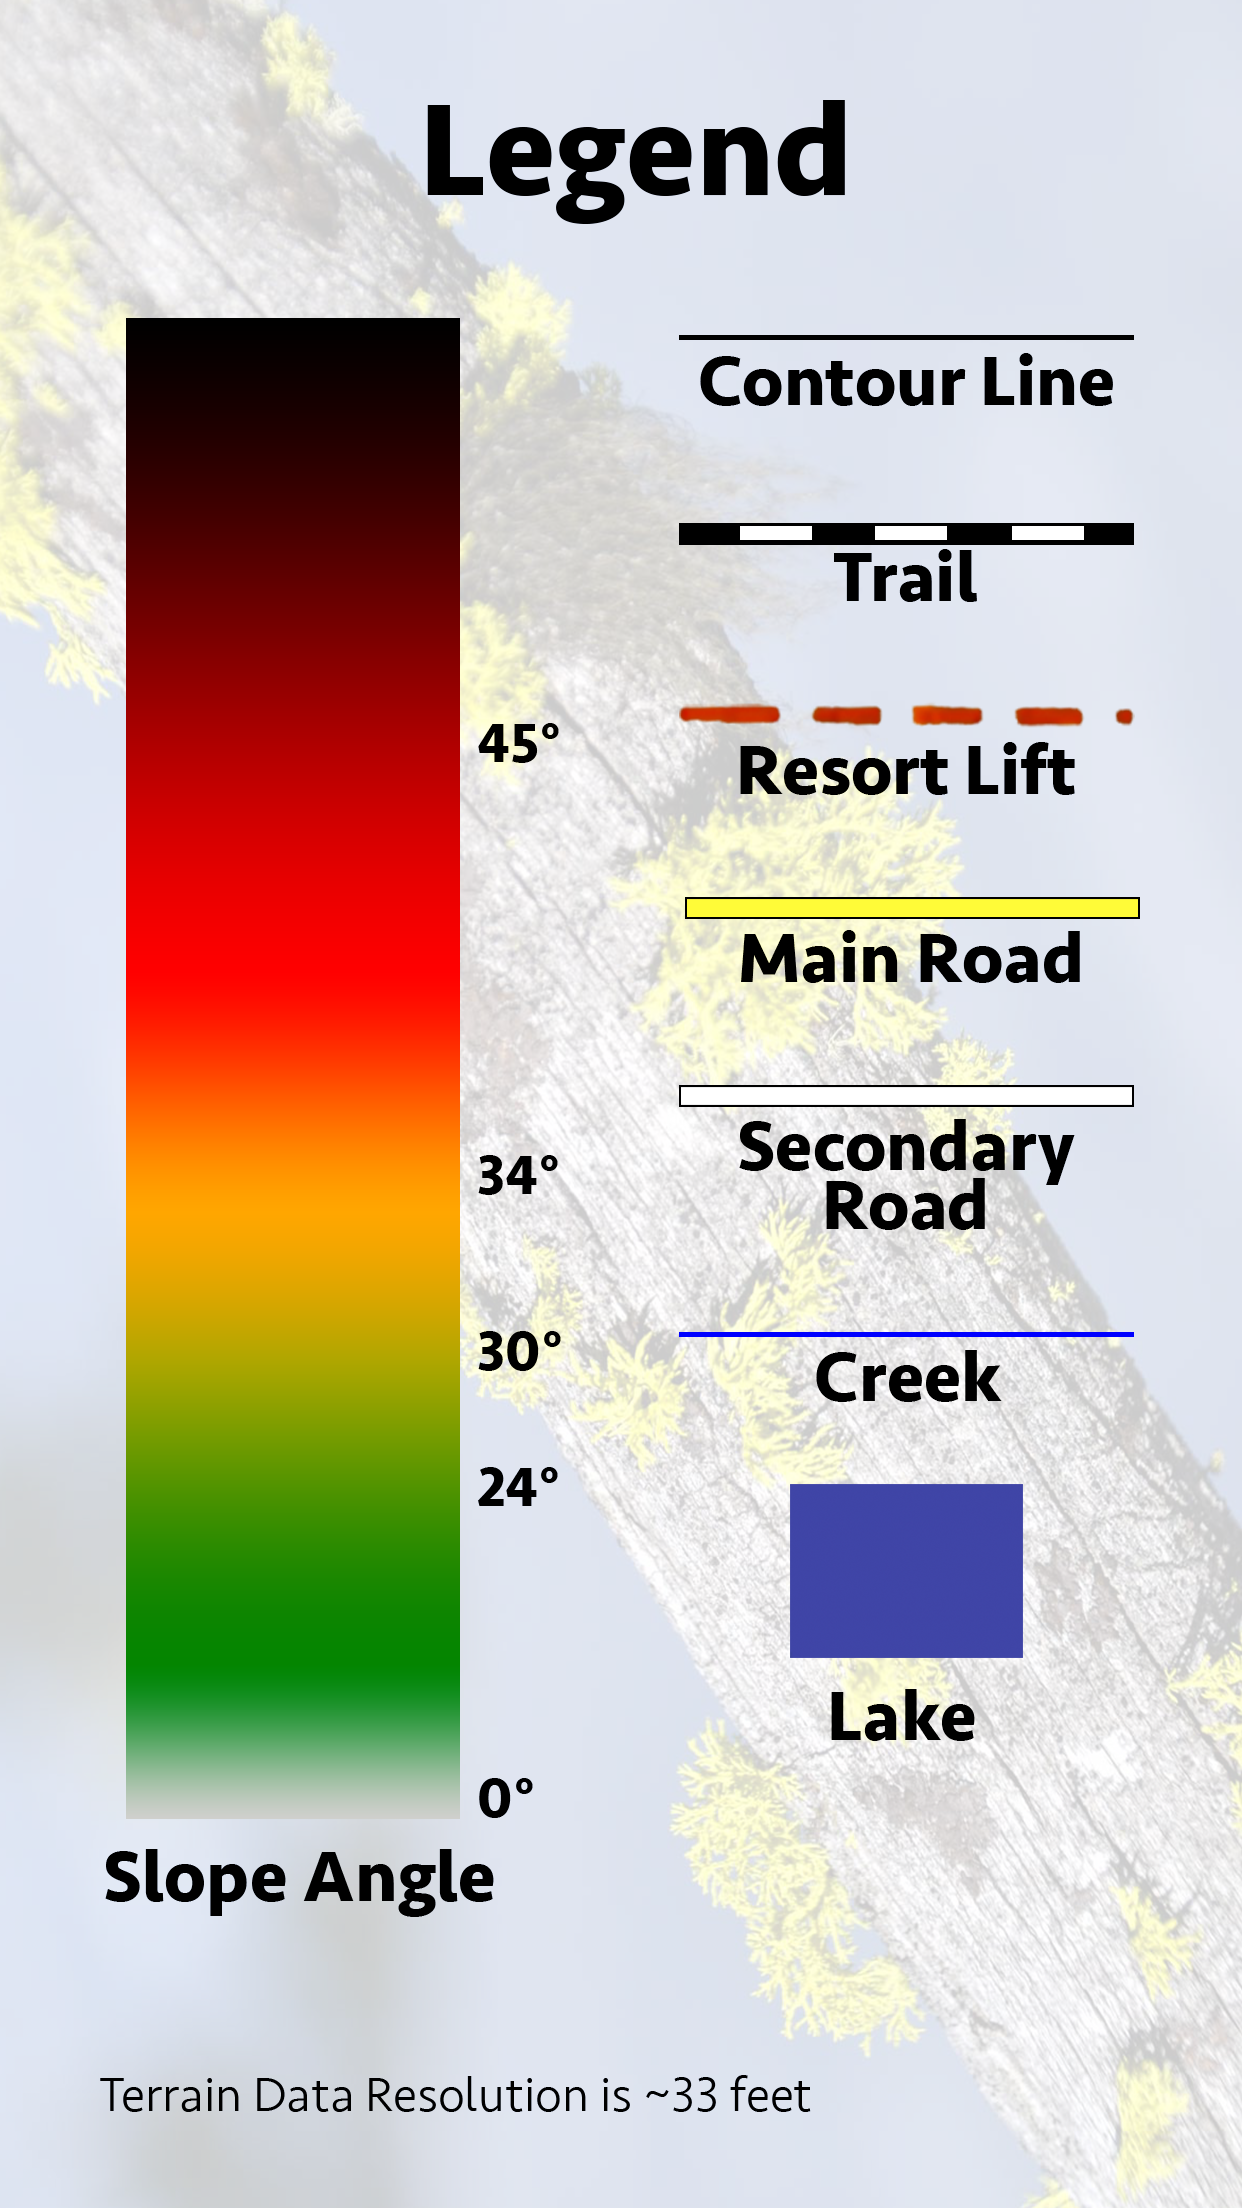 Legend
Contour Line
Trail
Resort Lift
Main Road
Secondary
Road
Creek
Lake
45°
34°
30°
24°
0°
Slope Angle
Terrain Data Resolution is ~33 feet